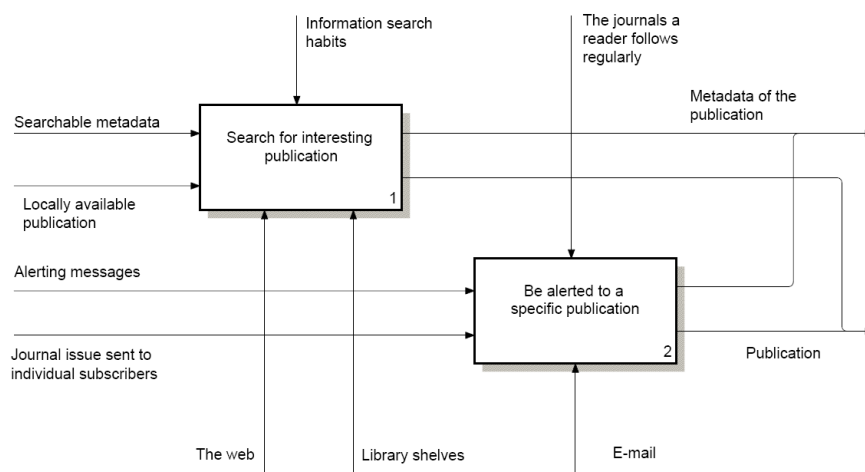 Information search
habits
The journals a
reader follows
regularly
Metadata of the
publication
Searchable metadata
Search for interesting
publication
1
Locally available
publication
Alerting messages
Be alerted to a
specific publication
2
Journal issue sent to
individual subscribers
Publication
The web
Library shelves
E-mail